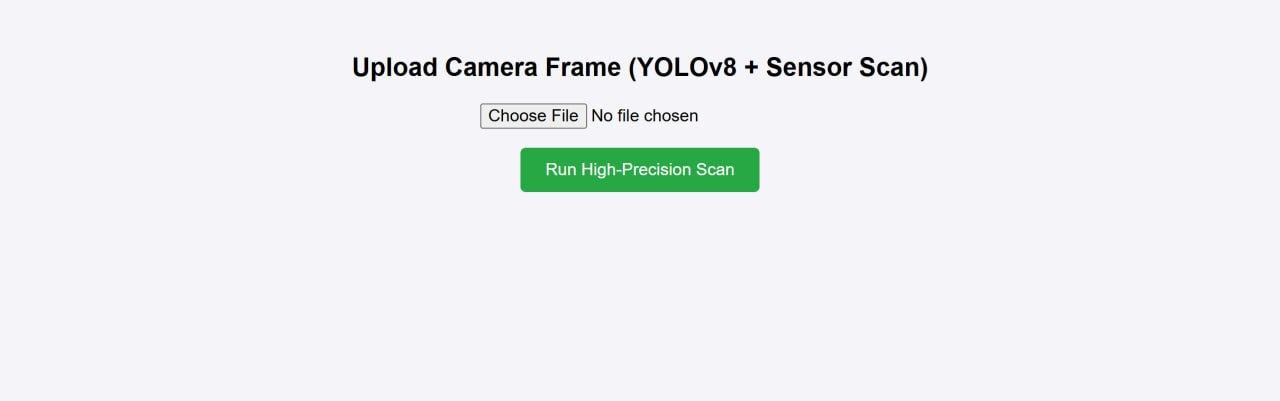 Upload Camera Frame (YOLOv8 + Sensor Scan)
Choose File No file chosen
Run High-Precision Scan